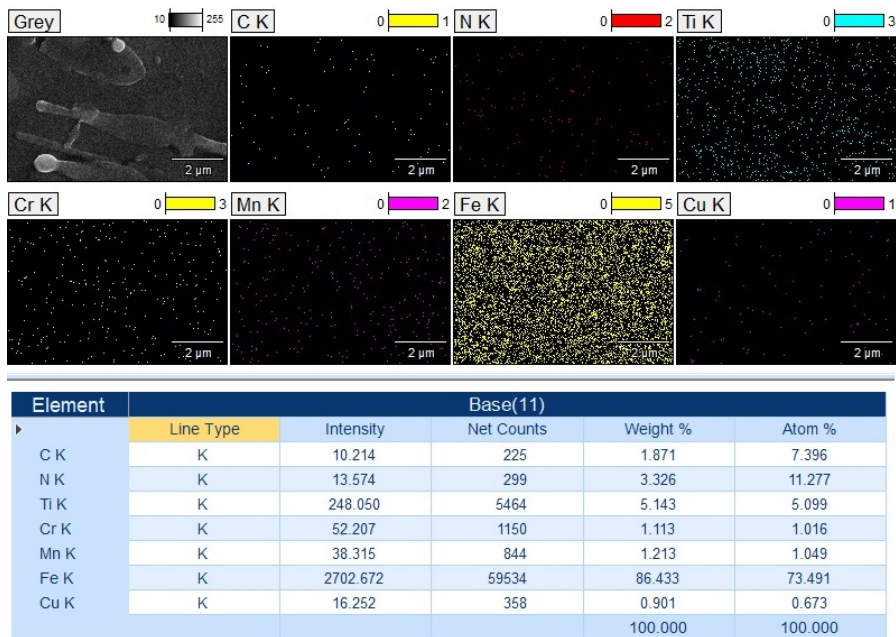 Grey 10 255 C K 0 1 N K 0 2 Ti K 0 3
2 μm 2 μm 2 μm 2 μm
Cr K 0 3 Mn K 0 2 Fe K 0 5 Cu K 0 1
2 μm 2 μm 2 μm 2 μm
Element Base(11)
Line Type Intensity Net Counts Weight % Atom %
C K K 10.214 225 1.871 7.396
N K K 13.574 299 3.326 11.277
Ti K K 248.050 5464 5.143 5.099
Cr K K 52.207 1150 1.113 1.016
Mn K K 38.315 844 1.213 1.049
Fe K K 2702.672 59534 86.433 73.491
Cu K K 16.252 358 0.901 0.673
100.000 100.000